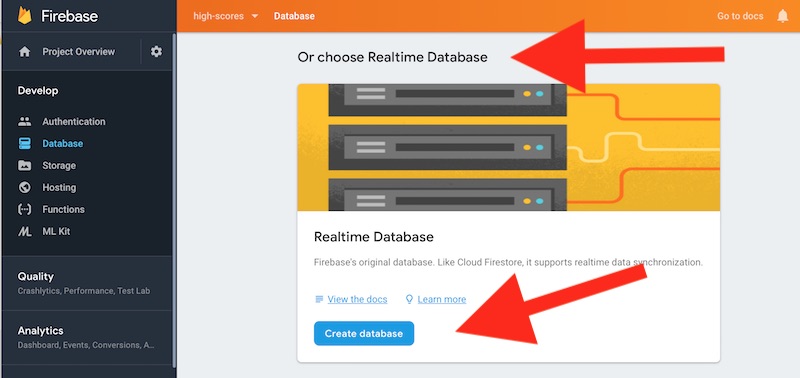 Firebase
high-scores
Database
Go to docs
Project Overview
Or choose Realtime Database
Develop
Authentication
Database
Storage
Hosting
Functions
ML Kit
Realtime Database
Firebase's original database. Like Cloud Firestore, it supports realtime data synchronization.
View the docs
Learn more
Create database
Quality
Crashlytics, Performance, Test Lab
Analytics
Dashboard, Events, Conversions, A...